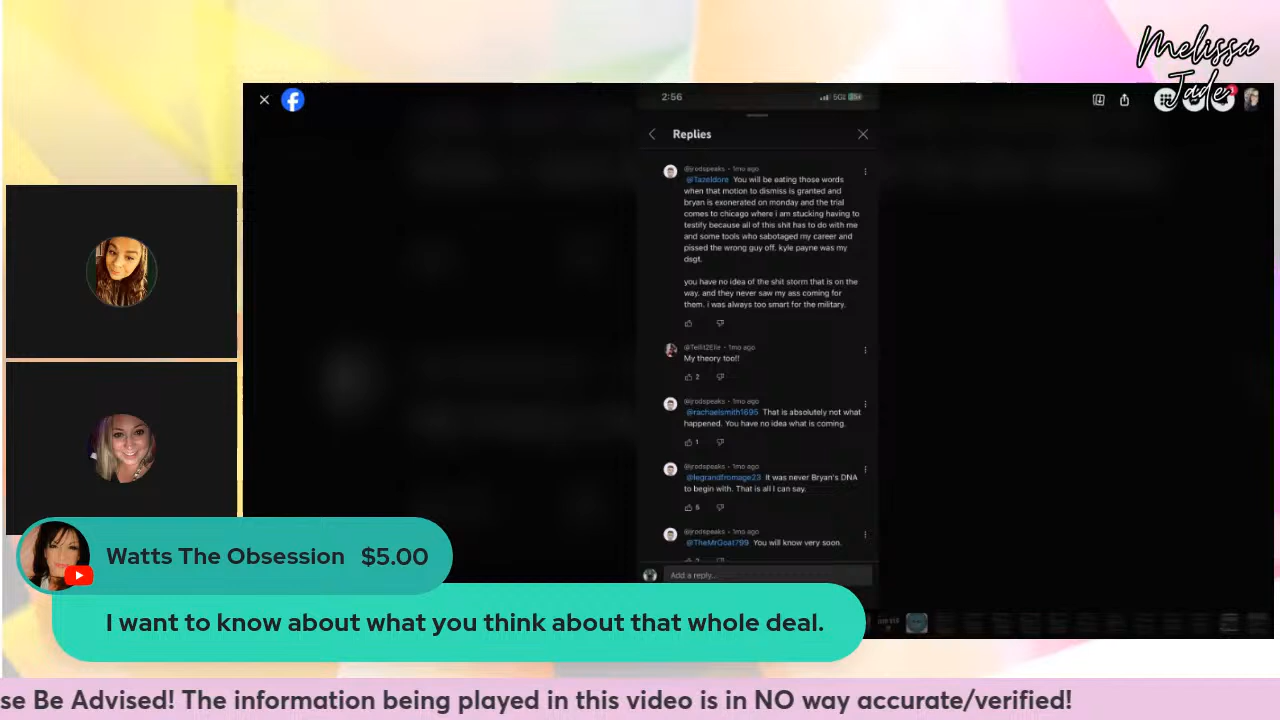 Melissa
Jade
2:56
5G
Replies
@jrodspeaks · 1mo ago
@Tazeldore You will be eating those words
when that motion to dismiss is granted and
bryan is exonerated on monday and the trial
comes to chicago where i am stucking having to
testify because all of this shit has to do with me
and some tools who sabotaged my career and
pissed the wrong guy off. kyle payne was my
dsgt.
you have no idea of the shit storm that is on the
way. and they never saw my ass coming for
them. i was always too smart for the military.
@Tellit2Elle · 1mo ago
My theory too!!
2
@jrodspeaks · 1mo ago
@rachaelsmith1695 That is absolutely not what
happened. You have no idea what is coming.
1
@jrodspeaks · 1mo ago
@legrandfromage23 It was never Bryan's DNA
to begin with. That is all I can say.
@jrodspeaks · 1mo ago
@TheMrGoat799 You will know very soon.
Add a reply...
Watts The Obsession $5.00
I want to know about what you think about that whole deal.
se Be Advised! The information being played in this video is in NO way accurate/verified!